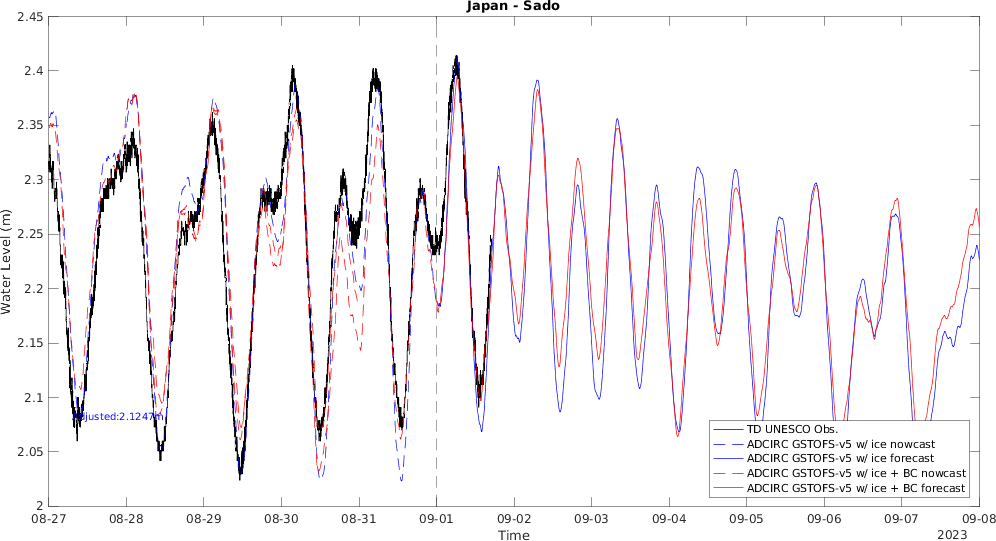 Japan - Sado
2.45
2.4
2.35
2.3
2.25
2.2
2.15
2.1
2.05
2
Water Level (m)
djusted:2.1247m
TD UNESCO Obs.
ADCIRC GSTOFS-v5 w/ ice nowcast
ADCIRC GSTOFS-v5 w/ ice forecast
ADCIRC GSTOFS-v5 w/ ice + BC nowcast
ADCIRC GSTOFS-v5 w/ ice + BC forecast
08-27 08-28 08-29 08-30 08-31 09-01 09-02 09-03 09-04 09-05 09-06 09-07 09-08
Time
2023